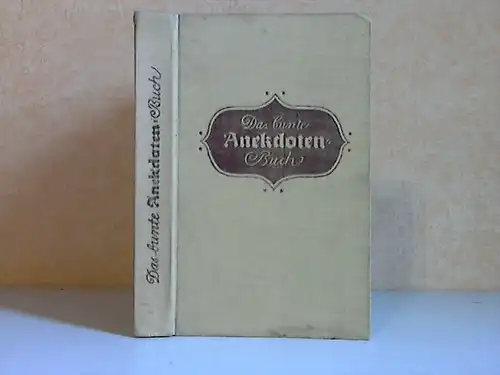 Das bunte Anekdoten-Buch
Das bunte
Anekdoten-
Buch